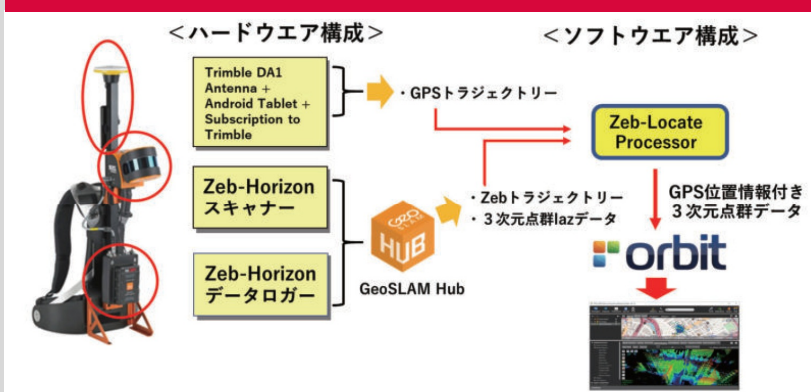 ＜ハードウエア構成＞
＜ソフトウエア構成＞
Trimble DA1
Antenna +
Android Tablet +
Subscription to
Trimble
・GPSトラジェクトリー
Zeb-Locate
Processor
Zeb-Horizon
スキャナー
Zeb-Horizon
データロガー
GEO
SLAM
HUB
GeoSLAM Hub
・Zebトラジェクトリー
・３次元点群lazデータ
GPS位置情報付き
３次元点群データ
orbit